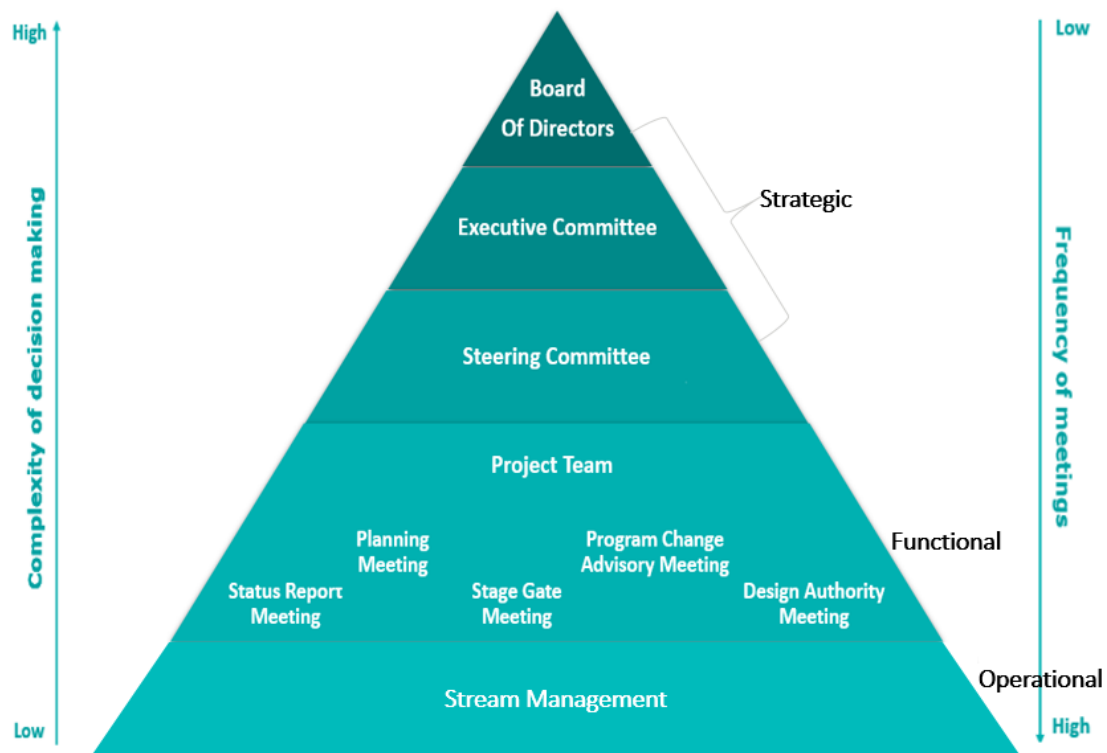 High
Low
Board
Of Directors
Strategic
Executive Committee
Complexity of decision making
Frequency of meetings
Steering Committee
Project Team
Planning
Meeting
Program Change
Advisory Meeting
Functional
Status Report
Meeting
Stage Gate
Meeting
Design Authority
Meeting
Stream Management
Operational
Low
High